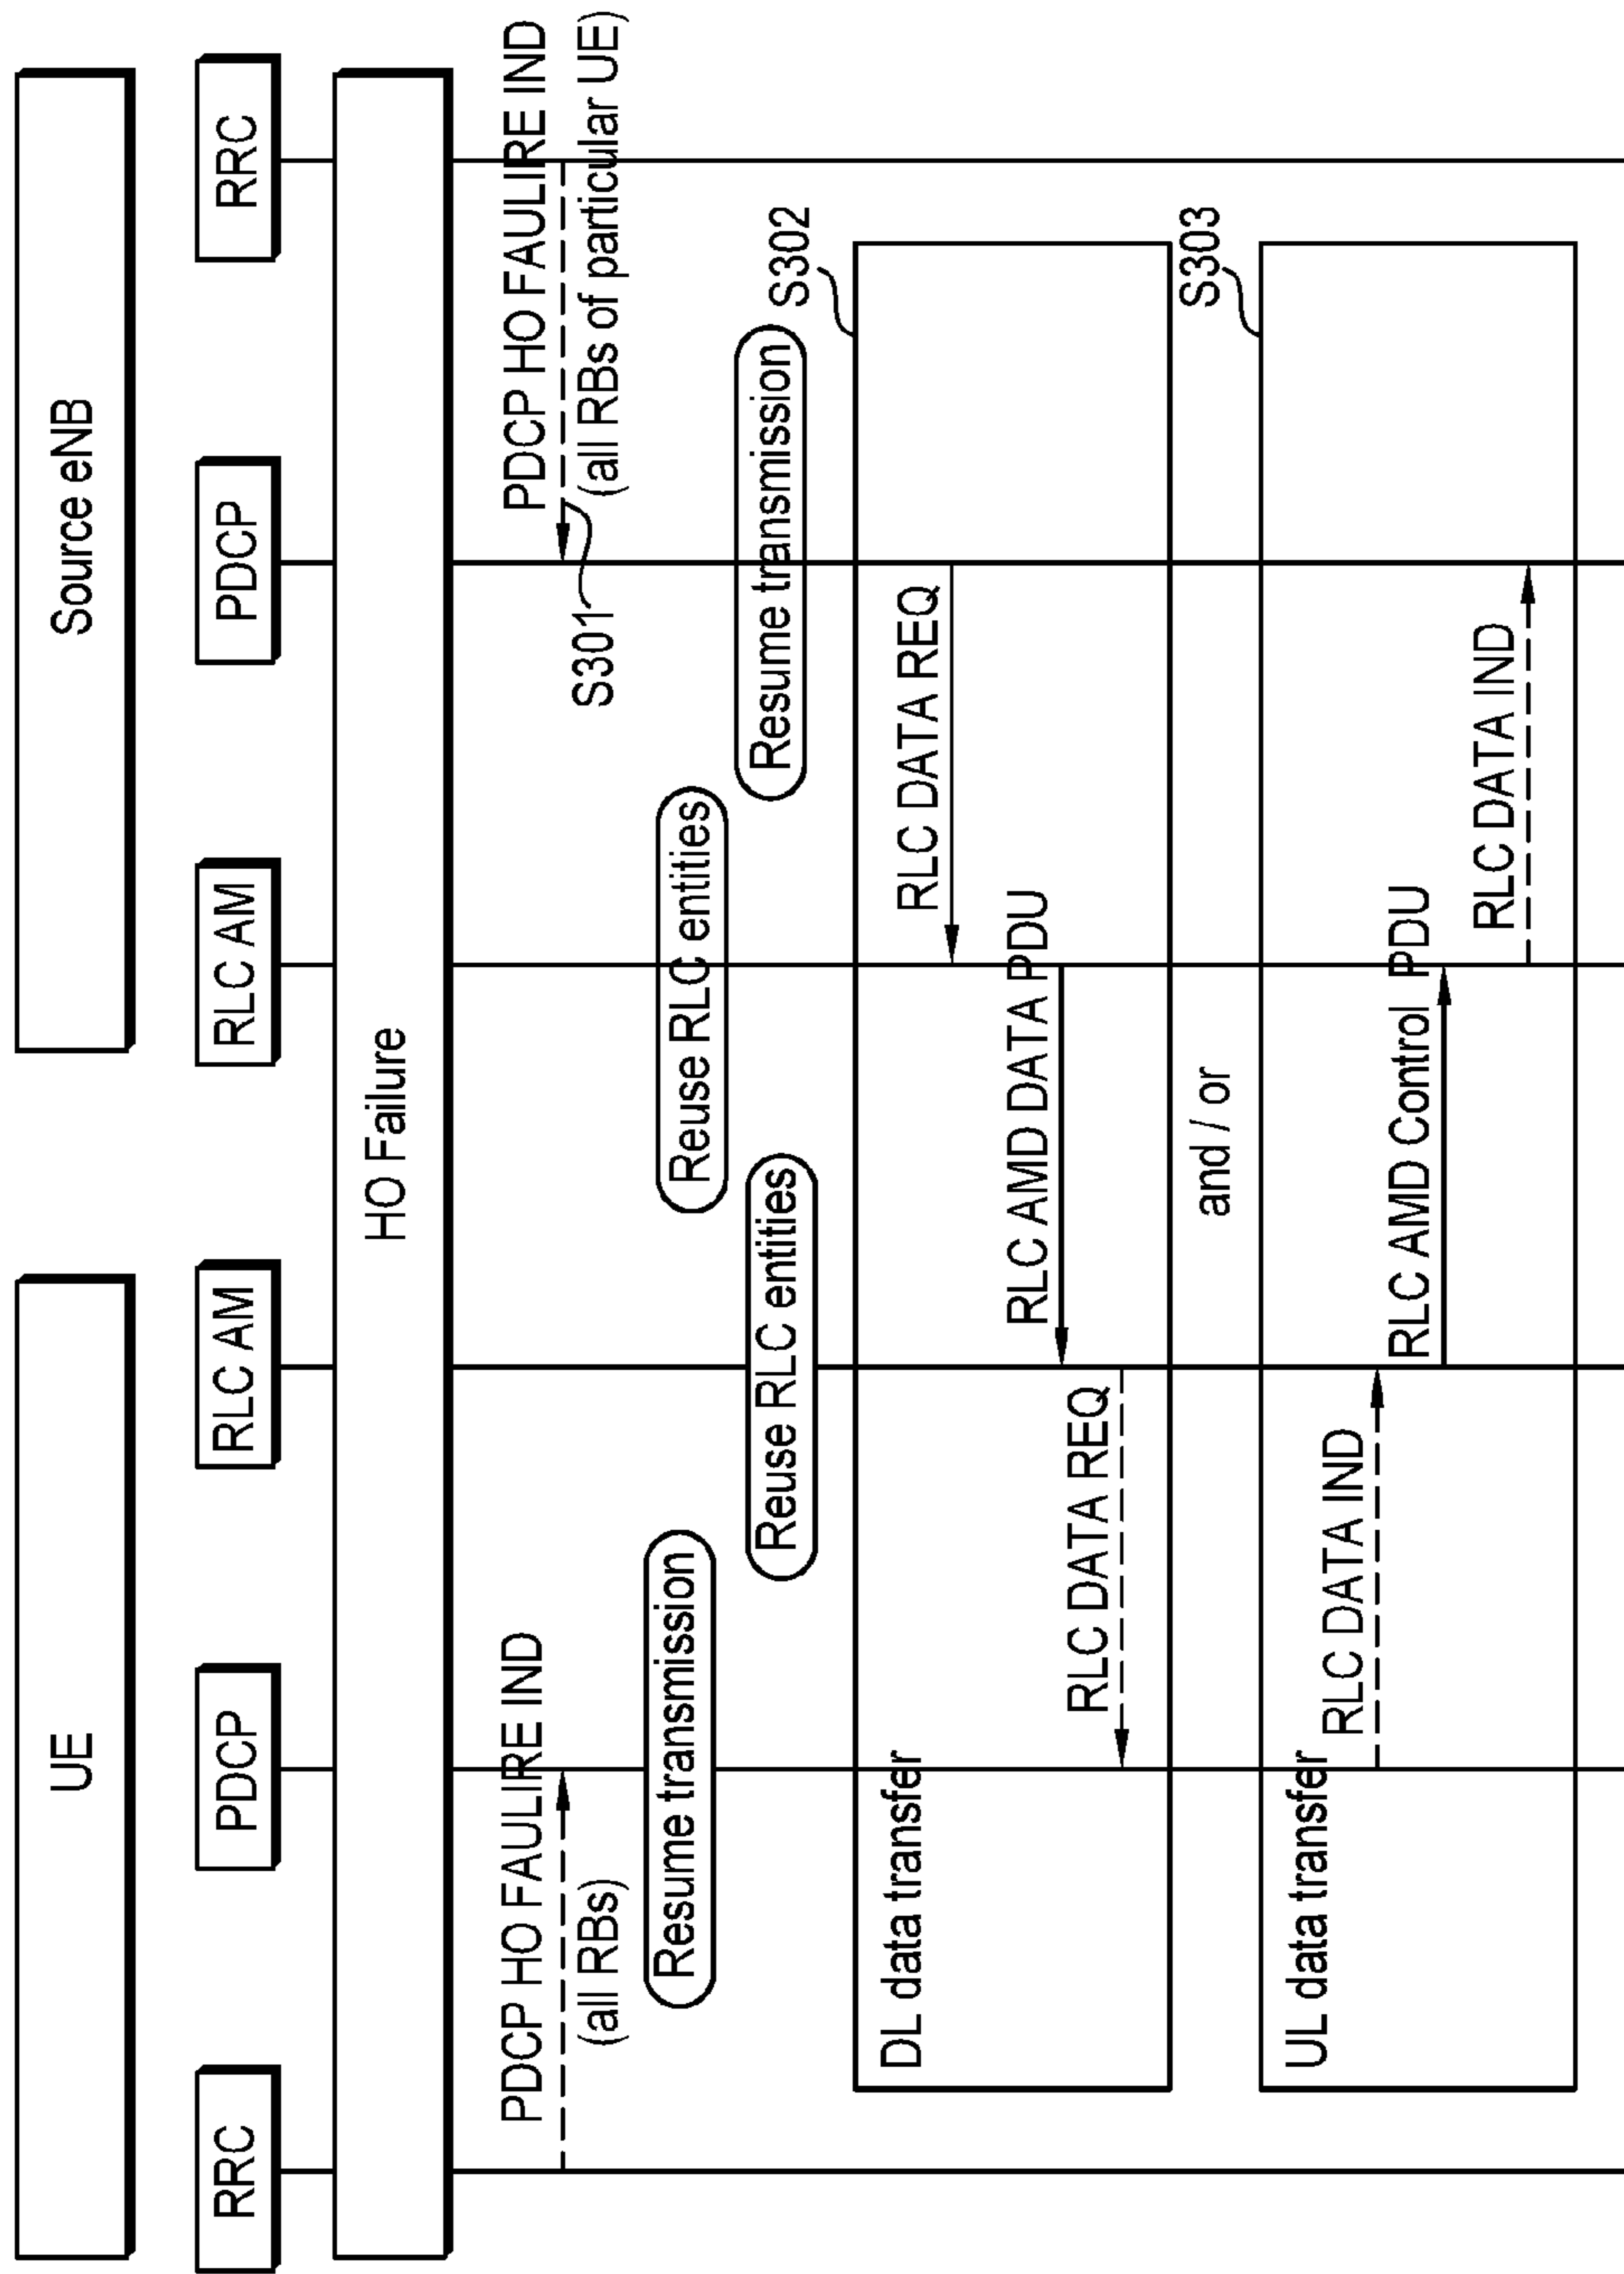 UE
Source eNB
RRC
PDCP
RLC AM
RLC AM
PDCP
RRC
HO Failure
PDCP HO FAULIRE IND
(all RBs)
PDCP HO FAULIRE IND
(all RBs of particular UE)
S301
Resume transmission
Reuse RLC entities
Reuse RLC entities
Resume transmission
S302
DL data transfer
RLC DATA REQ
RLC AMD DATA PDU
RLC DATA REQ
and / or
S303
UL data transfer
RLC DATA IND
RLC AMD Control PDU
RLC DATA IND